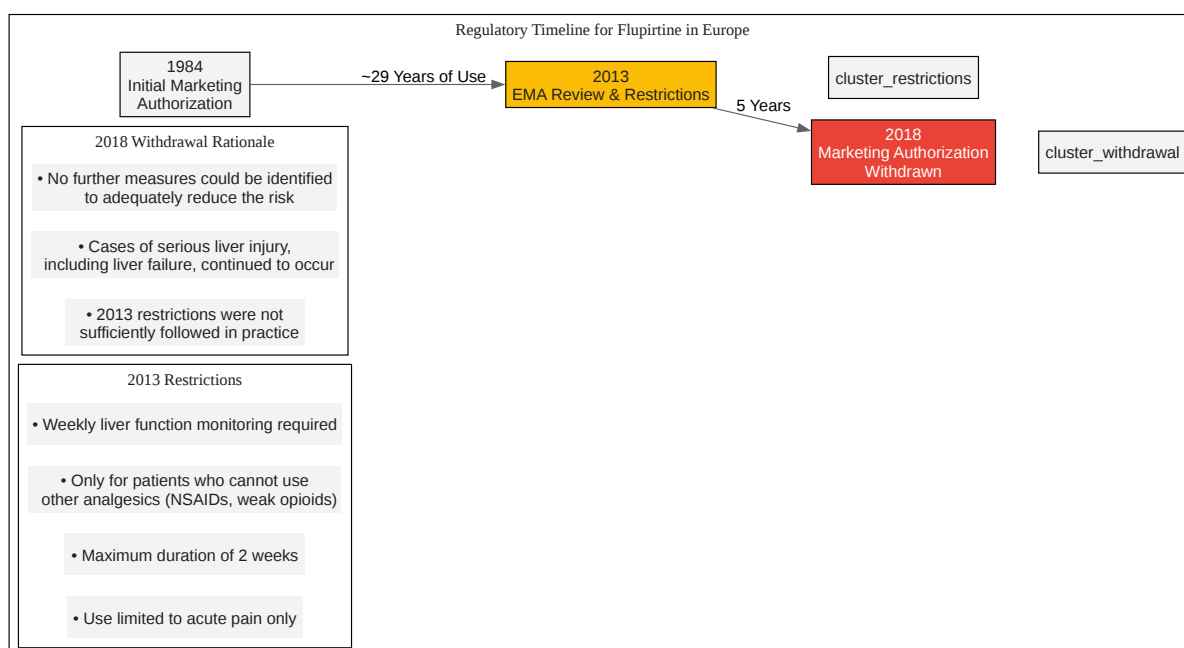 Regulatory Timeline for Flupirtine in Europe
1984
Initial Marketing
Authorization
~29 Years of Use
2013
EMA Review & Restrictions
5 Years
2018
Marketing Authorization
Withdrawn
cluster_restrictions
cluster_withdrawal
2018 Withdrawal Rationale
• No further measures could be identified
to adequately reduce the risk
• Cases of serious liver injury,
including liver failure, continued to occur
• 2013 restrictions were not
sufficiently followed in practice
2013 Restrictions
• Weekly liver function monitoring required
• Only for patients who cannot use
other analgesics (NSAIDs, weak opioids)
• Maximum duration of 2 weeks
• Use limited to acute pain only